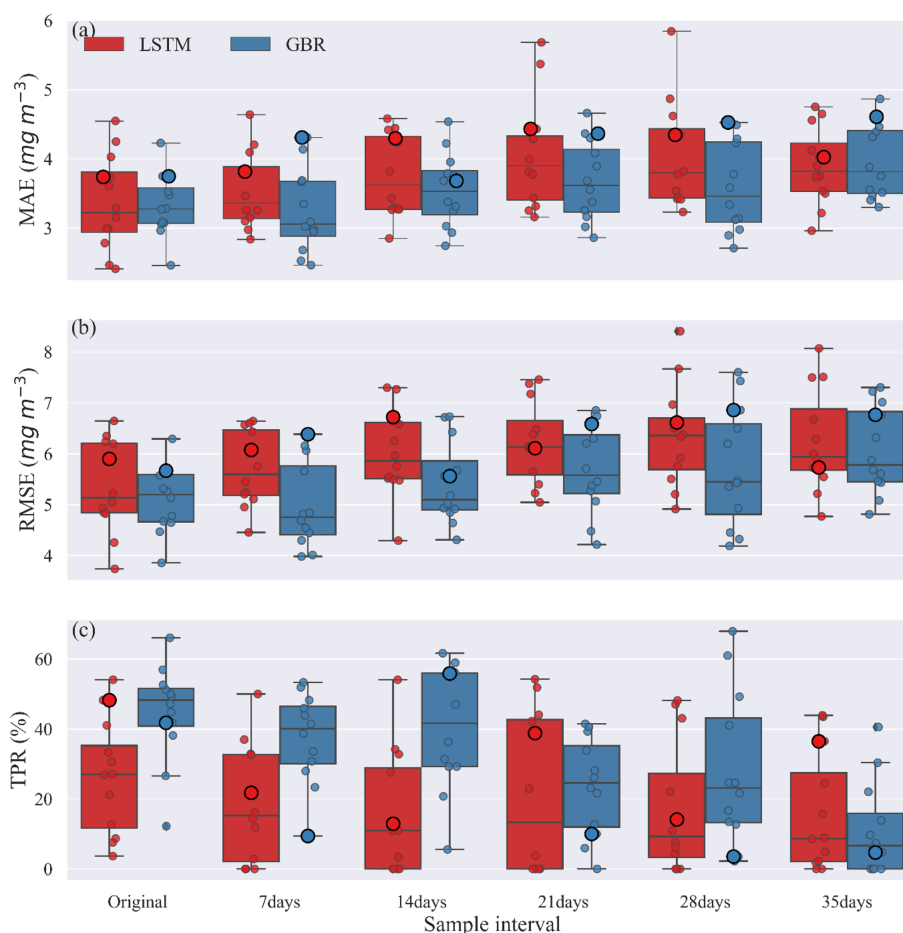 (a)
LSTM GBR
MAE (mg m⁻³)
6
5
4
3
(b)
RMSE (mg m⁻³)
8
7
6
5
4
(c)
TPR (%)
60
40
20
0
Original 7days 14days 21days 28days 35days
Sample interval